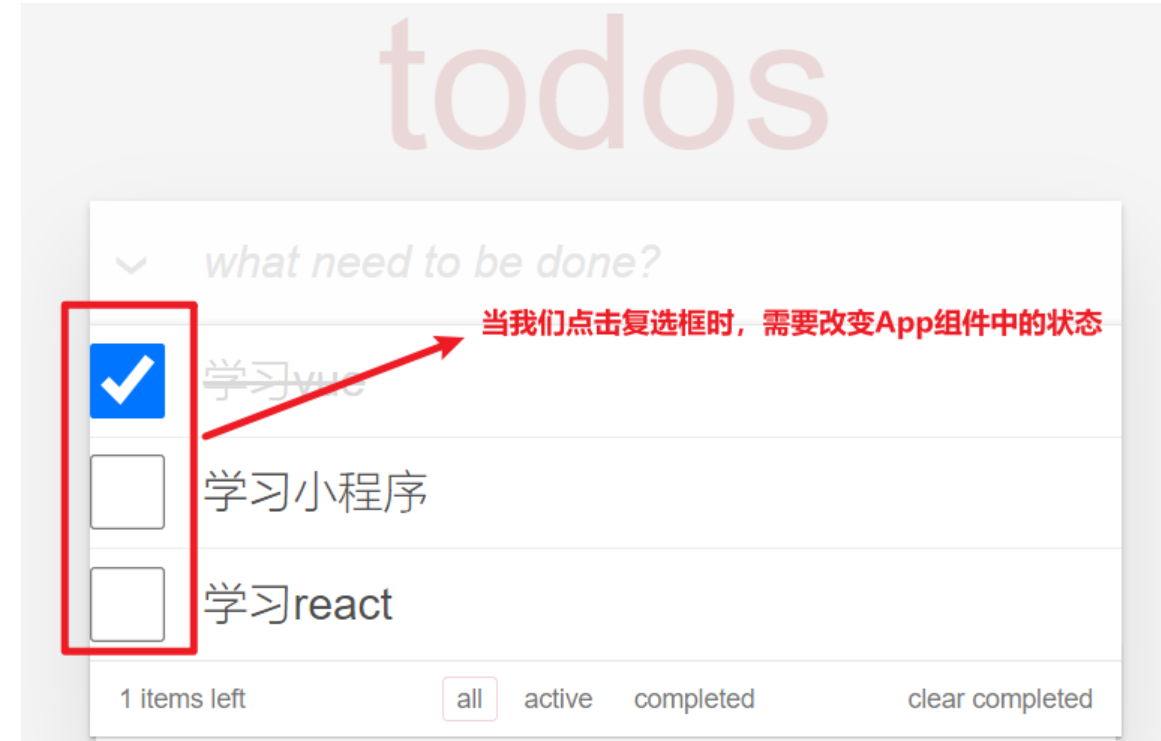 todos
what need to be done?
当我们点击复选框时，需要改变App组件中的状态
学习vue
学习小程序
学习react
1 items left all active completed clear completed